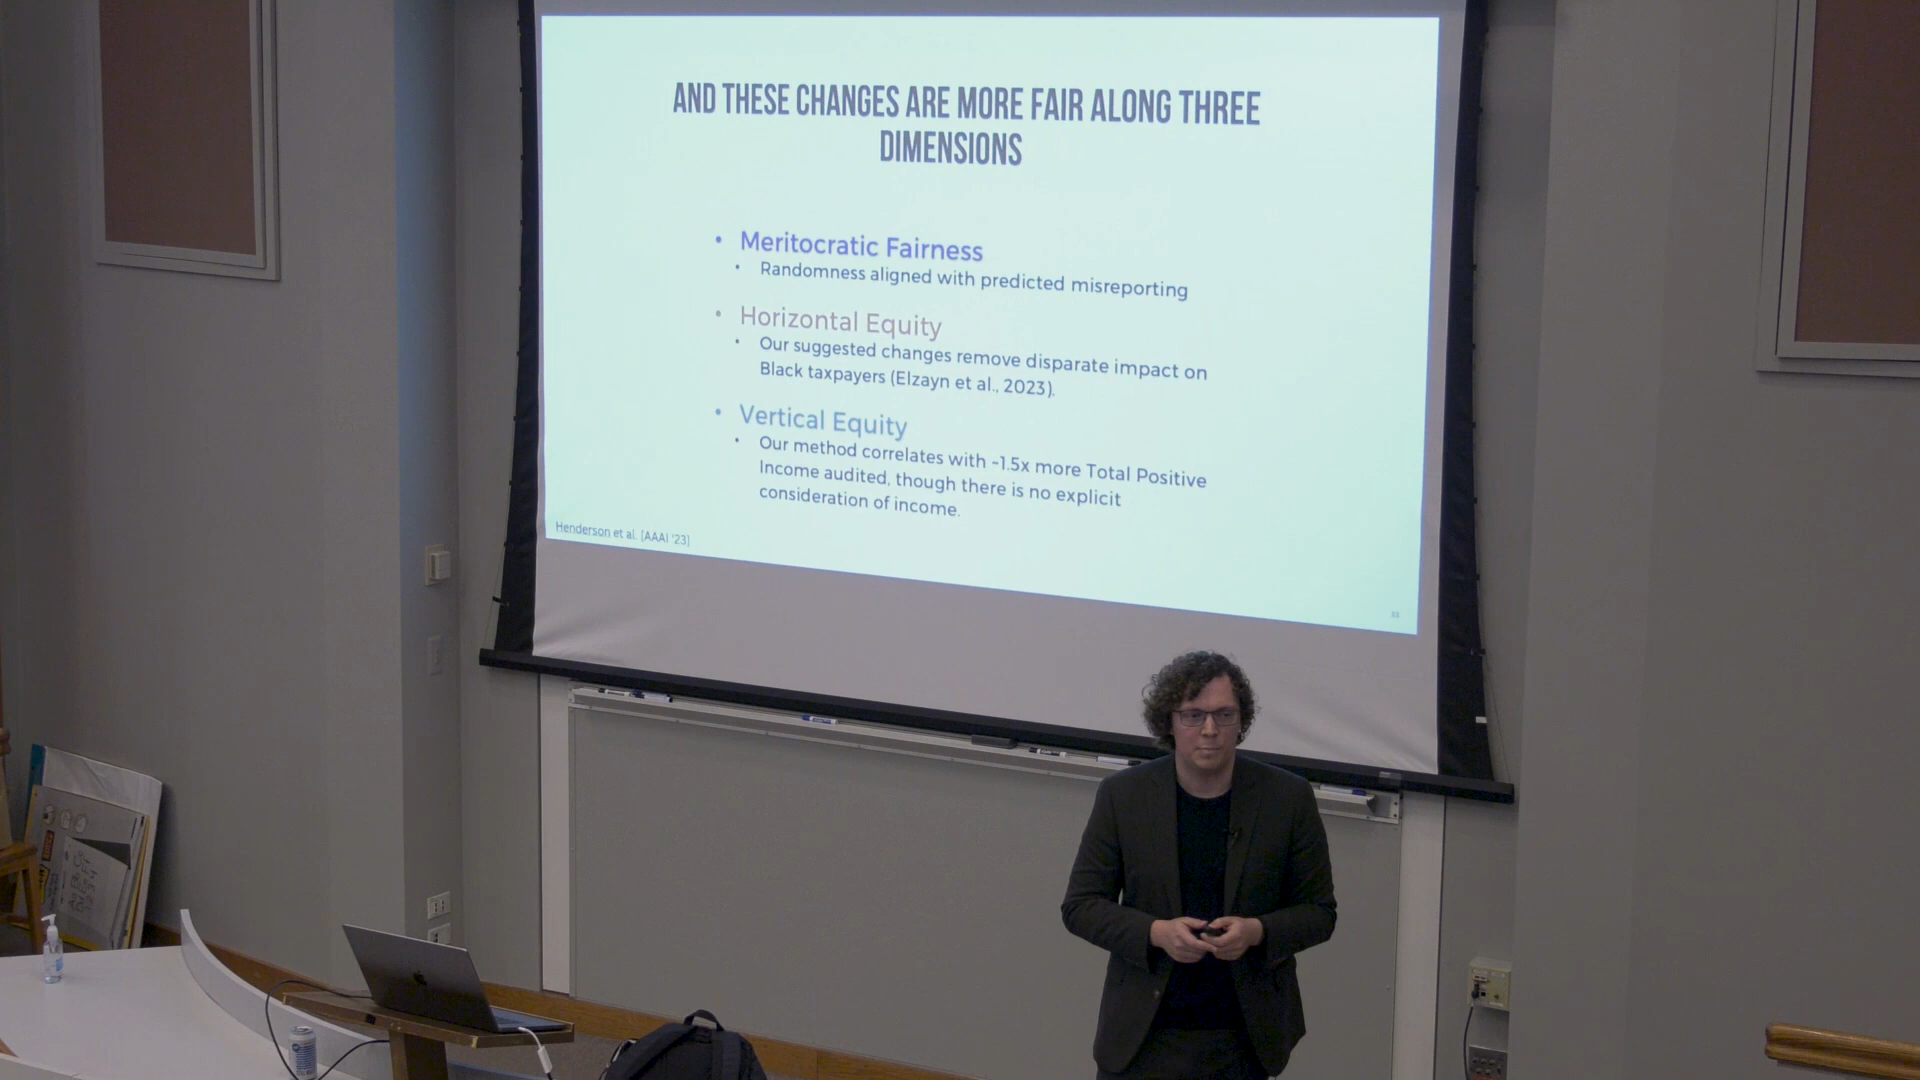 AND THESE CHANGES ARE MORE FAIR ALONG THREE
DIMENSIONS
• Meritocratic Fairness
• Randomness aligned with predicted misreporting
• Horizontal Equity
• Our suggested changes remove disparate impact on
Black taxpayers (Elzayn et al., 2023).
• Vertical Equity
• Our method correlates with ~1.5x more Total Positive
Income audited, though there is no explicit
consideration of income.
Henderson et al. [AAAI '23]